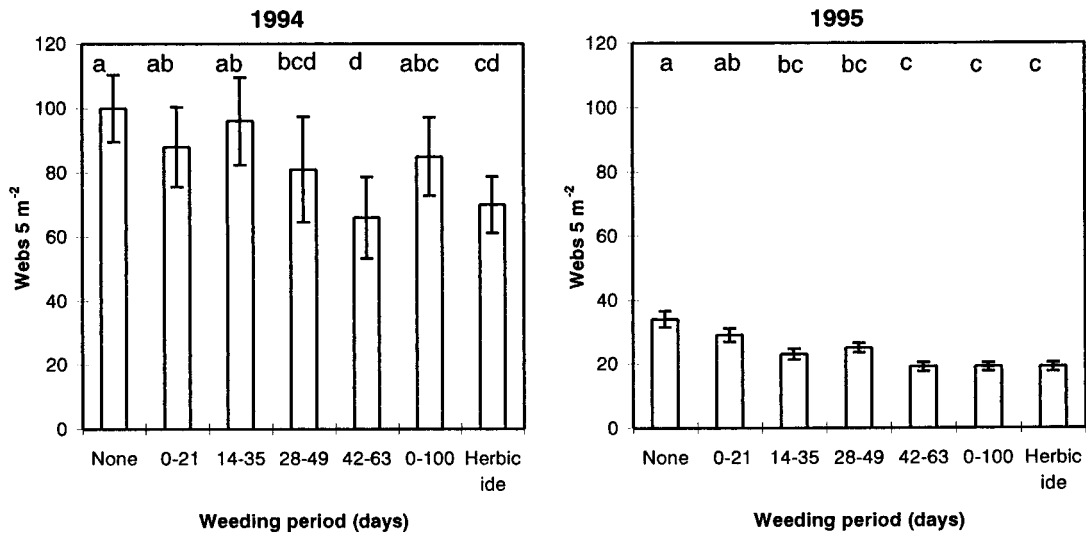 1994
120
100
80
60
40
20
0
Webs 5 m⁻²
a ab ab bcd d abc cd
None 0-21 14-35 28-49 42-63 0-100 Herbic
ide
Weeding period (days)
1995
120
100
80
60
40
20
0
Webs 5 m⁻²
a ab bc bc c c c
None 0-21 14-35 28-49 42-63 0-100 Herbic
ide
Weeding period (days)